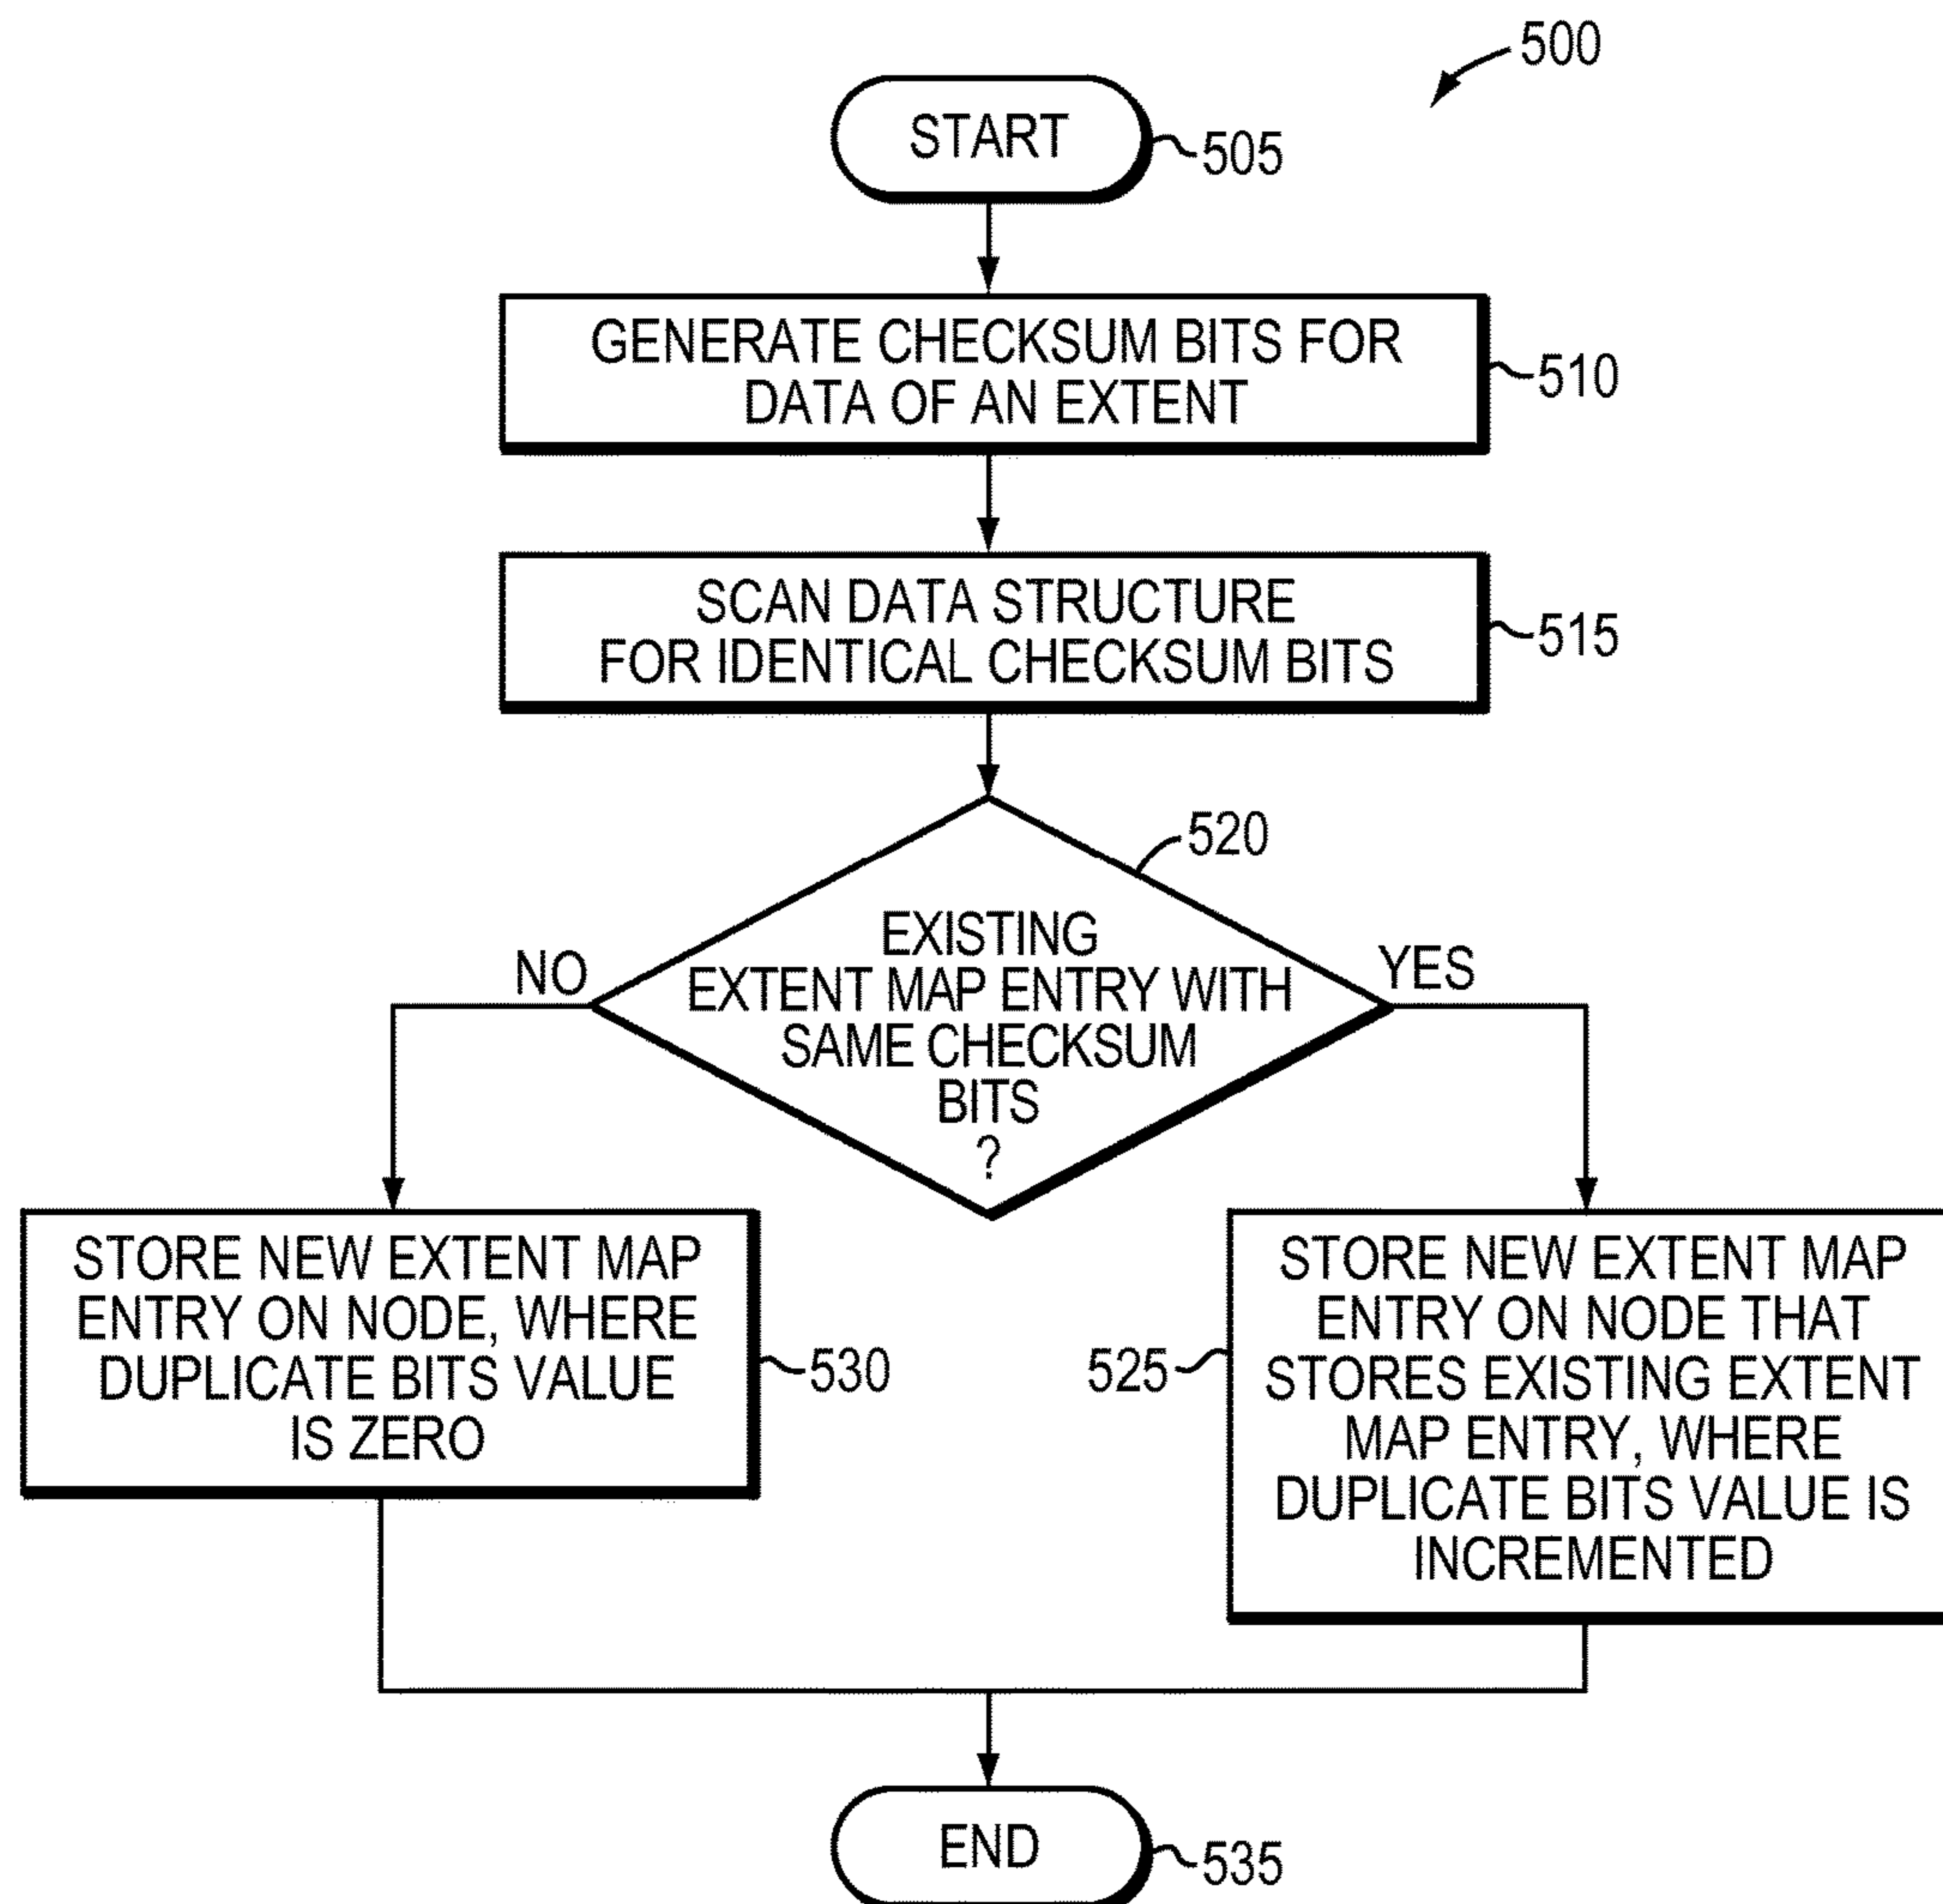 500
START
505
GENERATE CHECKSUM BITS FOR
DATA OF AN EXTENT
510
SCAN DATA STRUCTURE
FOR IDENTICAL CHECKSUM BITS
515
520
EXISTING
EXTENT MAP ENTRY WITH
SAME CHECKSUM
BITS
?
NO
YES
STORE NEW EXTENT MAP
ENTRY ON NODE, WHERE
DUPLICATE BITS VALUE
IS ZERO
530
525
STORE NEW EXTENT MAP
ENTRY ON NODE THAT
STORES EXISTING EXTENT
MAP ENTRY, WHERE
DUPLICATE BITS VALUE IS
INCREMENTED
END
535